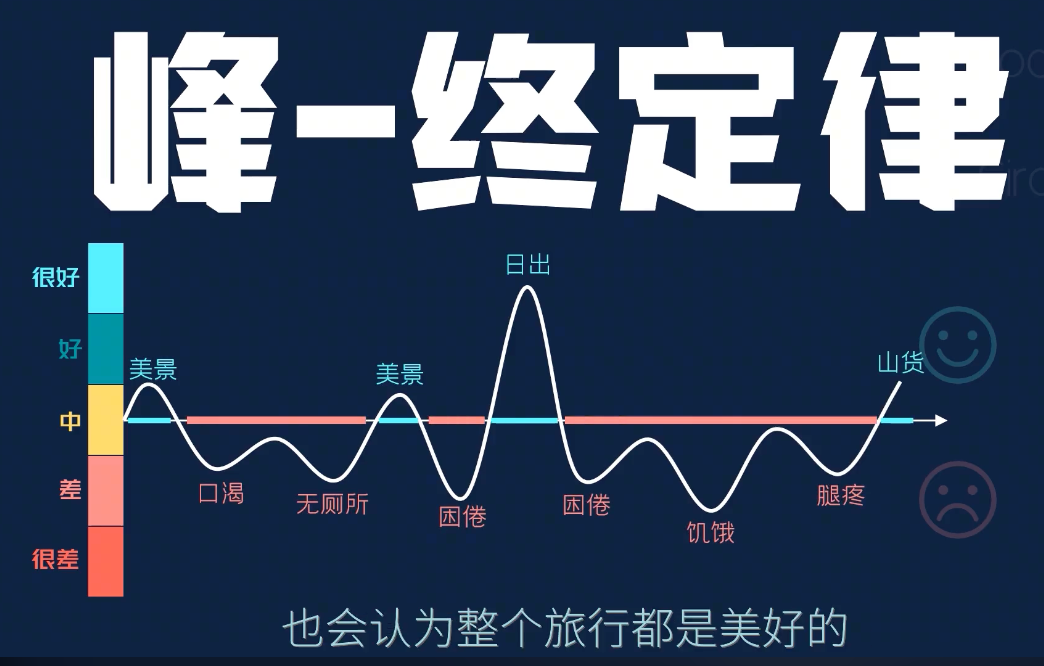 峰-终定律
很好
好
中
差
很差
美景
口渴
无厕所
美景
困倦
日出
困倦
饥饿
腿疼
山货
也会认为整个旅行都是美好的